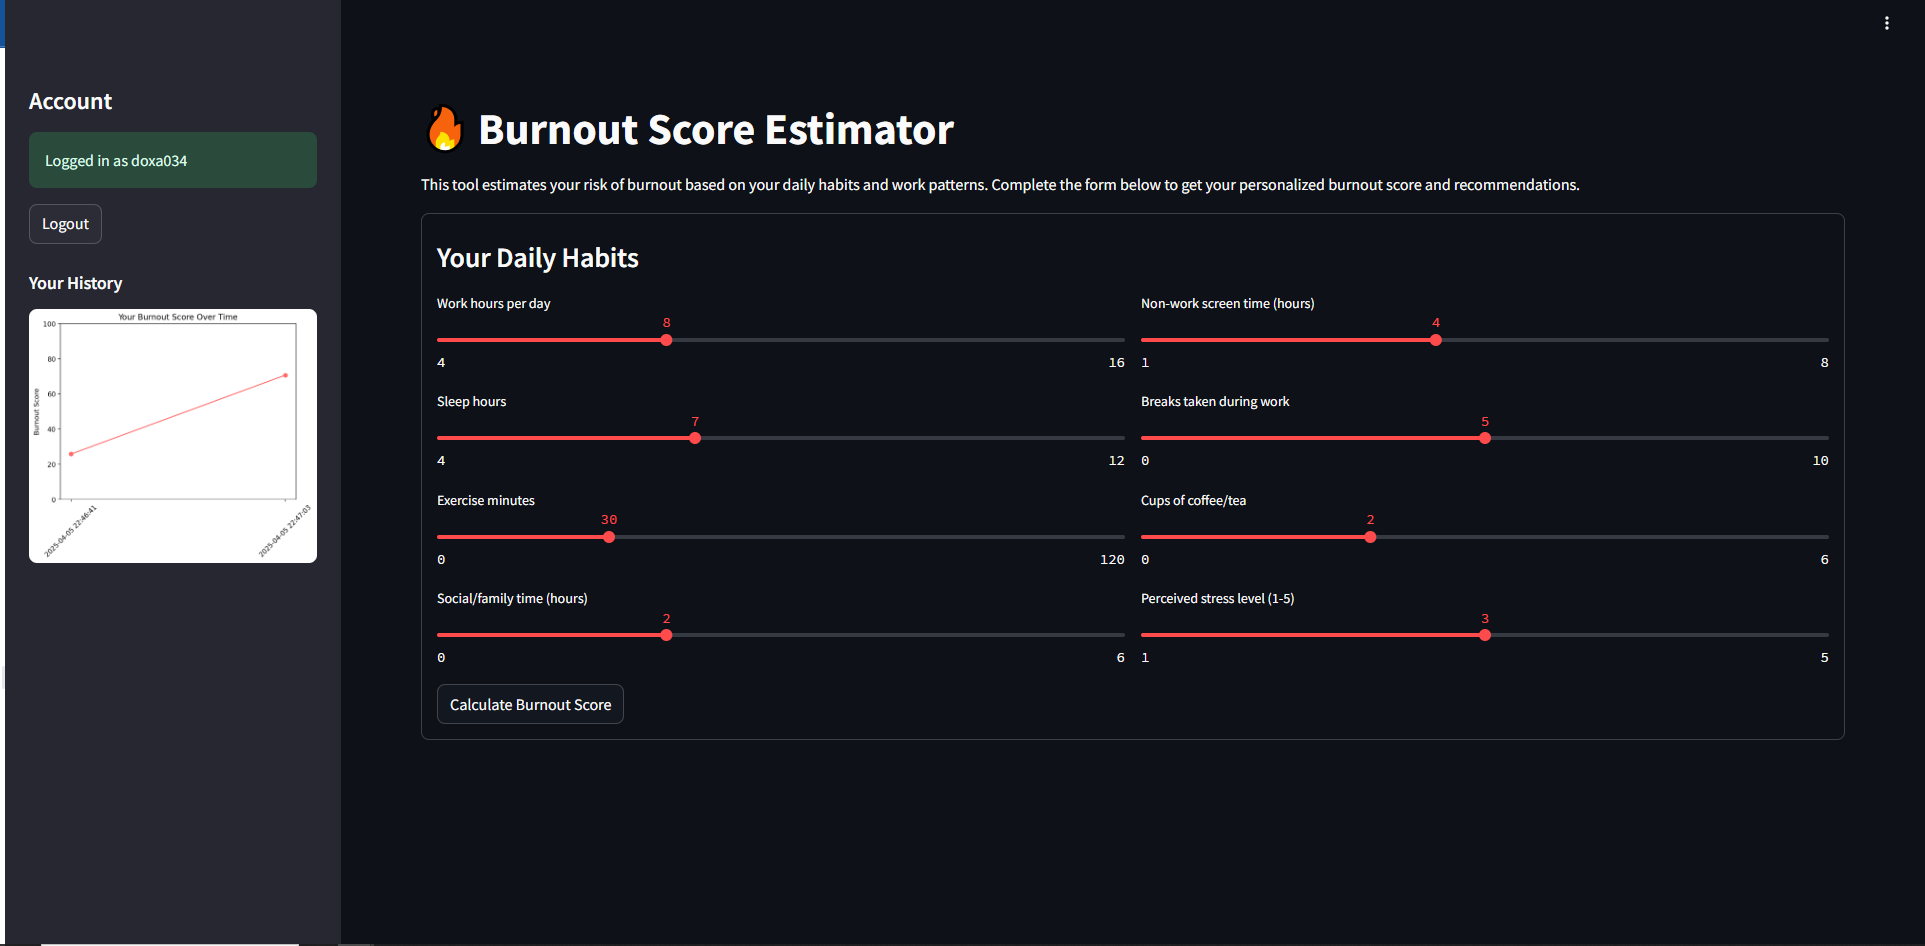 Account
Logged in as doxa034
Logout
Your History
Your Burnout Score Over Time
100
80
60
40
20
0
Burnout Score
2025-04-05 22:46:41
2025-04-05 22:47:03
🔥 Burnout Score Estimator
This tool estimates your risk of burnout based on your daily habits and work patterns. Complete the form below to get your personalized burnout score and recommendations.
Your Daily Habits
Work hours per day
8
4 16
Non-work screen time (hours)
4
1 8
Sleep hours
7
4 12
Breaks taken during work
5
0 10
Exercise minutes
30
0 120
Cups of coffee/tea
2
0 6
Social/family time (hours)
2
0 6
Perceived stress level (1-5)
3
1 5
Calculate Burnout Score